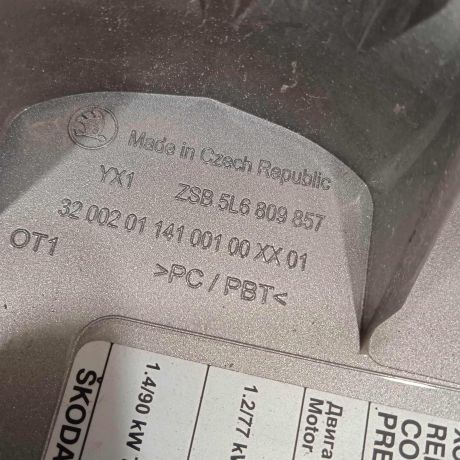 Made in Czech Republic
YX1 ZSB 5L6 809 857
32 002 01 141 001 00 XX 01
OT1
>PC / PBT<
ŠKODA
1.4/90 kW
1.2/77 k
Двига
Motor
RE
CO
PRE